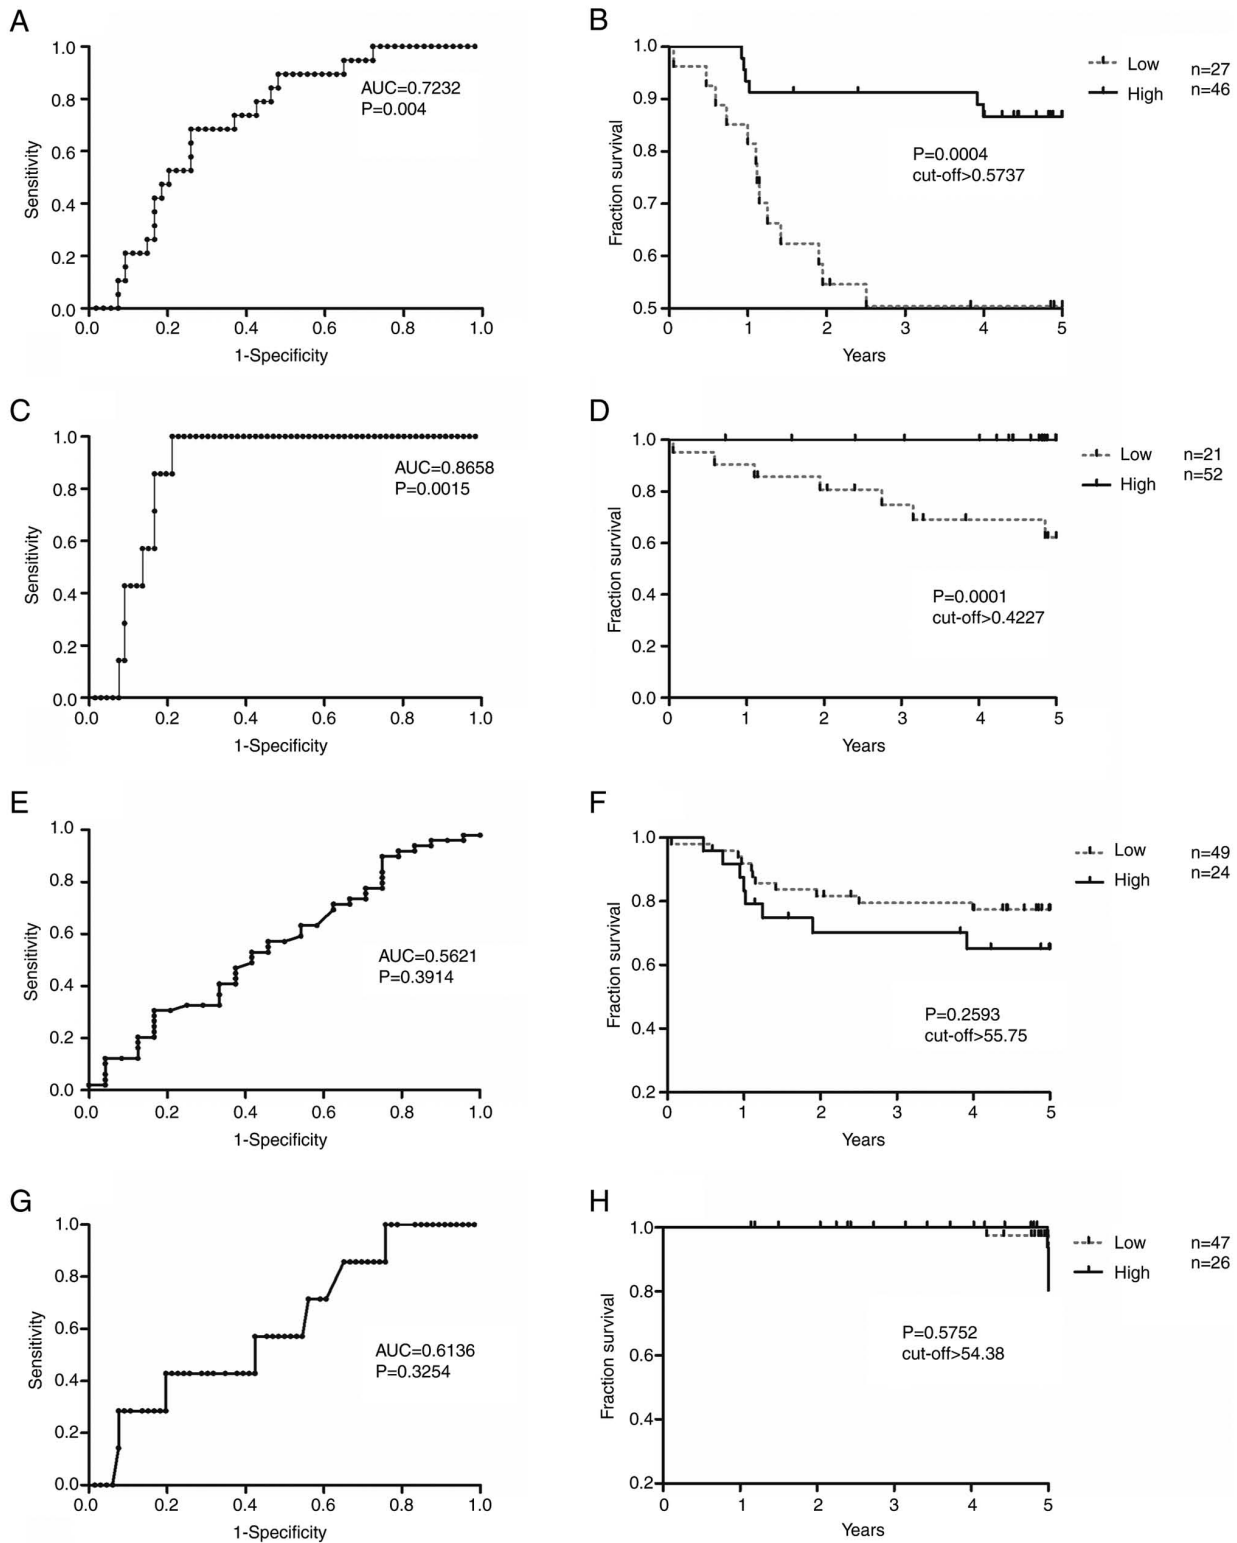 A
1.0
0.8
0.6
0.4
0.2
0.0
Sensitivity
AUC=0.7232
P=0.004
0.0 0.2 0.4 0.6 0.8 1.0
1-Specificity
B
1.0
0.9
0.8
0.7
0.6
0.5
Fraction survival
Low n=27
High n=46
P=0.0004
cut-off>0.5737
0 1 2 3 4 5
Years
C
1.0
0.8
0.6
0.4
0.2
0.0
Sensitivity
AUC=0.8658
P=0.0015
0.0 0.2 0.4 0.6 0.8 1.0
1-Specificity
D
1.0
0.8
0.6
0.4
0.2
0.0
Fraction survival
Low n=21
High n=52
P=0.0001
cut-off>0.4227
0 1 2 3 4 5
Years
E
1.0
0.8
0.6
0.4
0.2
0.0
Sensitivity
AUC=0.5621
P=0.3914
0.0 0.2 0.4 0.6 0.8 1.0
1-Specificity
F
1.0
0.8
0.6
0.4
0.2
Fraction survival
Low n=49
High n=24
P=0.2593
cut-off>55.75
0 1 2 3 4 5
Years
G
1.0
0.8
0.6
0.4
0.2
0.0
Sensitivity
AUC=0.6136
P=0.3254
0.0 0.2 0.4 0.6 0.8 1.0
1-Specificity
H
1.0
0.8
0.6
0.4
0.2
Fraction survival
Low n=47
High n=26
P=0.5752
cut-off>54.38
0 1 2 3 4 5
Years